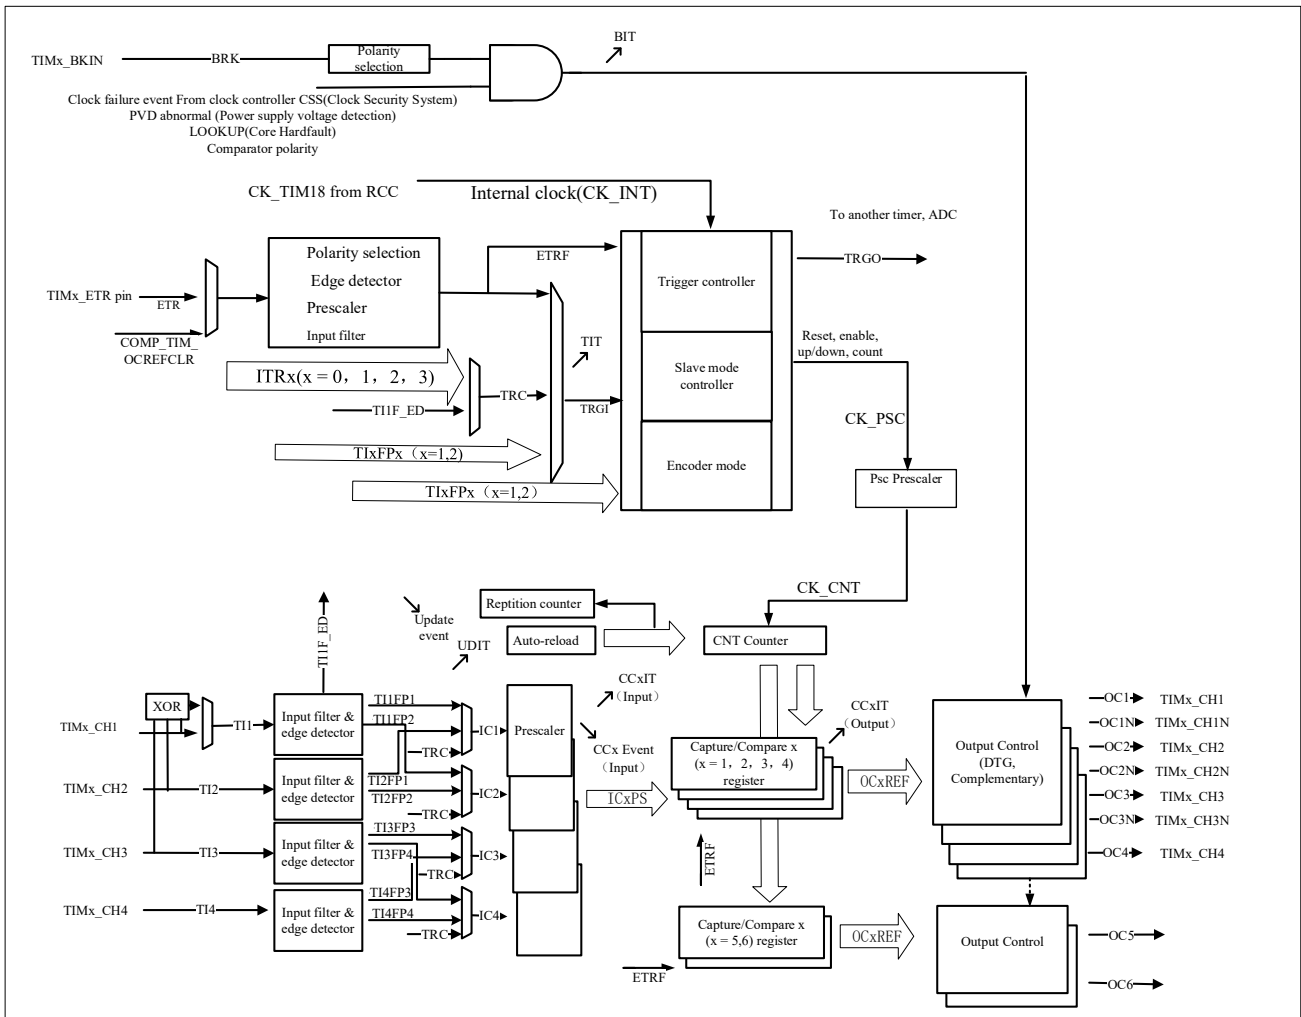 BIT
TIMx_BKIN
BRK
Polarity
selection
Clock failure event From clock controller CSS(Clock Security System)
PVD abnormal (Power supply voltage detection)
LOOKUP(Core Hardfault)
Comparator polarity
CK_TIM18 from RCC
Internal clock(CK_INT)
To another timer, ADC
TRGO
Polarity selection
Edge detector
Prescaler
Input filter
ETRF
Trigger controller
TIMx_ETR pin
ETR
COMP_TIM_
OCREFCLR
TIT
Reset, enable,
up/down, count
ITRx(x = 0，1，2，3)
TI1F_ED
TRC
TRGI
Slave mode
controller
CK_PSC
TIxFPx（x=1,2)
Encoder mode
TIxFPx（x=1,2）
Psc Prescaler
CK_CNT
Reptition counter
Update
event
UDIT
Auto-reload
CNT Counter
TI1F_ED
CCxIT
（Input）
XOR
TIMx_CH1
TI1
Input filter &
edge detector
TI1FP1
TI1FP2
TRC
IC1
Prescaler
CCx Event
（Input）
CCxIT
（Output）
Capture/Compare x
(x = 1，2，3，4)
register
OCxREF
Output Control
(DTG,
Complementary)
OC1
TIMx_CH1
OC1N
TIMx_CH1N
OC2
TIMx_CH2
OC2N
TIMx_CH2N
OC3
TIMx_CH3
OC3N
TIMx_CH3N
OC4
TIMx_CH4
TIMx_CH2
TI2
Input filter &
edge detector
TI2FP1
TI2FP2
TRC
IC2
ICxPS
TIMx_CH3
TI3
Input filter &
edge detector
TI3FP3
TI3FP4
TRC
IC3
ETRF
TIMx_CH4
TI4
Input filter &
edge detector
TI4FP3
TI4FP4
TRC
IC4
Capture/Compare x
(x = 5,6) register
OCxREF
Output Control
OC5
OC6
ETRF